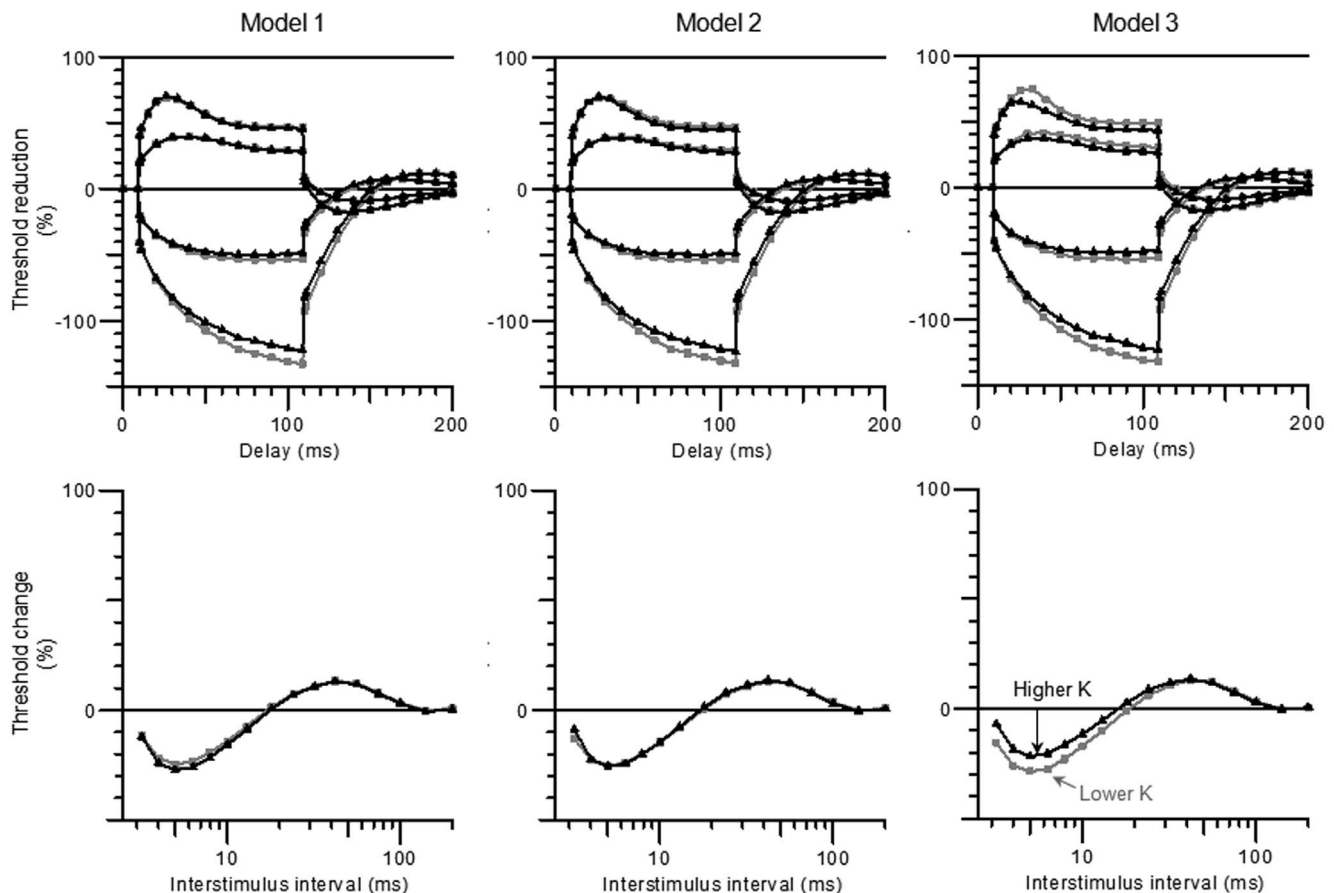 Model 1
Model 2
Model 3
100
0
-100
Threshold reduction
(%)
0
100
200
Delay (ms)
100
0
-100
0
100
200
Delay (ms)
100
0
-100
0
100
200
Delay (ms)
100
0
Threshold change
(%)
10
100
Interstimulus interval (ms)
100
0
10
100
Interstimulus interval (ms)
100
0
Higher K
Lower K
10
100
Interstimulus interval (ms)